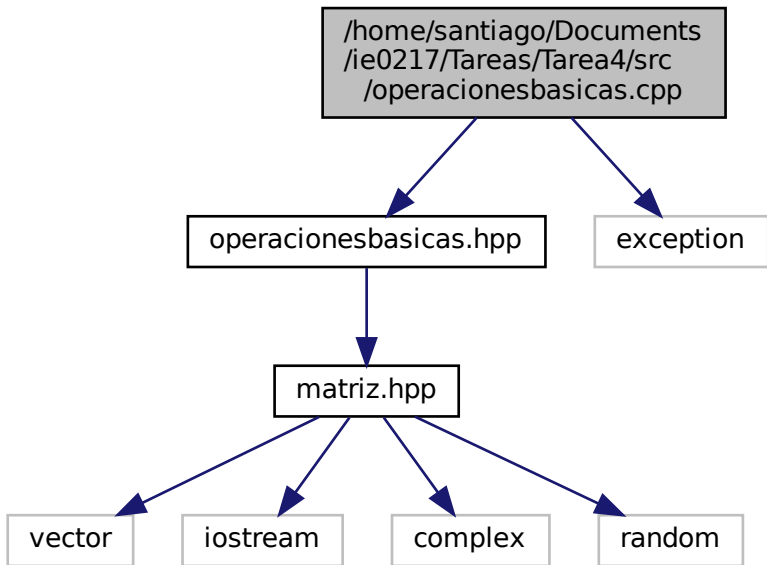 /home/santiago/Documents
/ie0217/Tareas/Tarea4/src
/operacionesbasicas.cpp
operacionesbasicas.hpp
exception
matriz.hpp
vector
iostream
complex
random